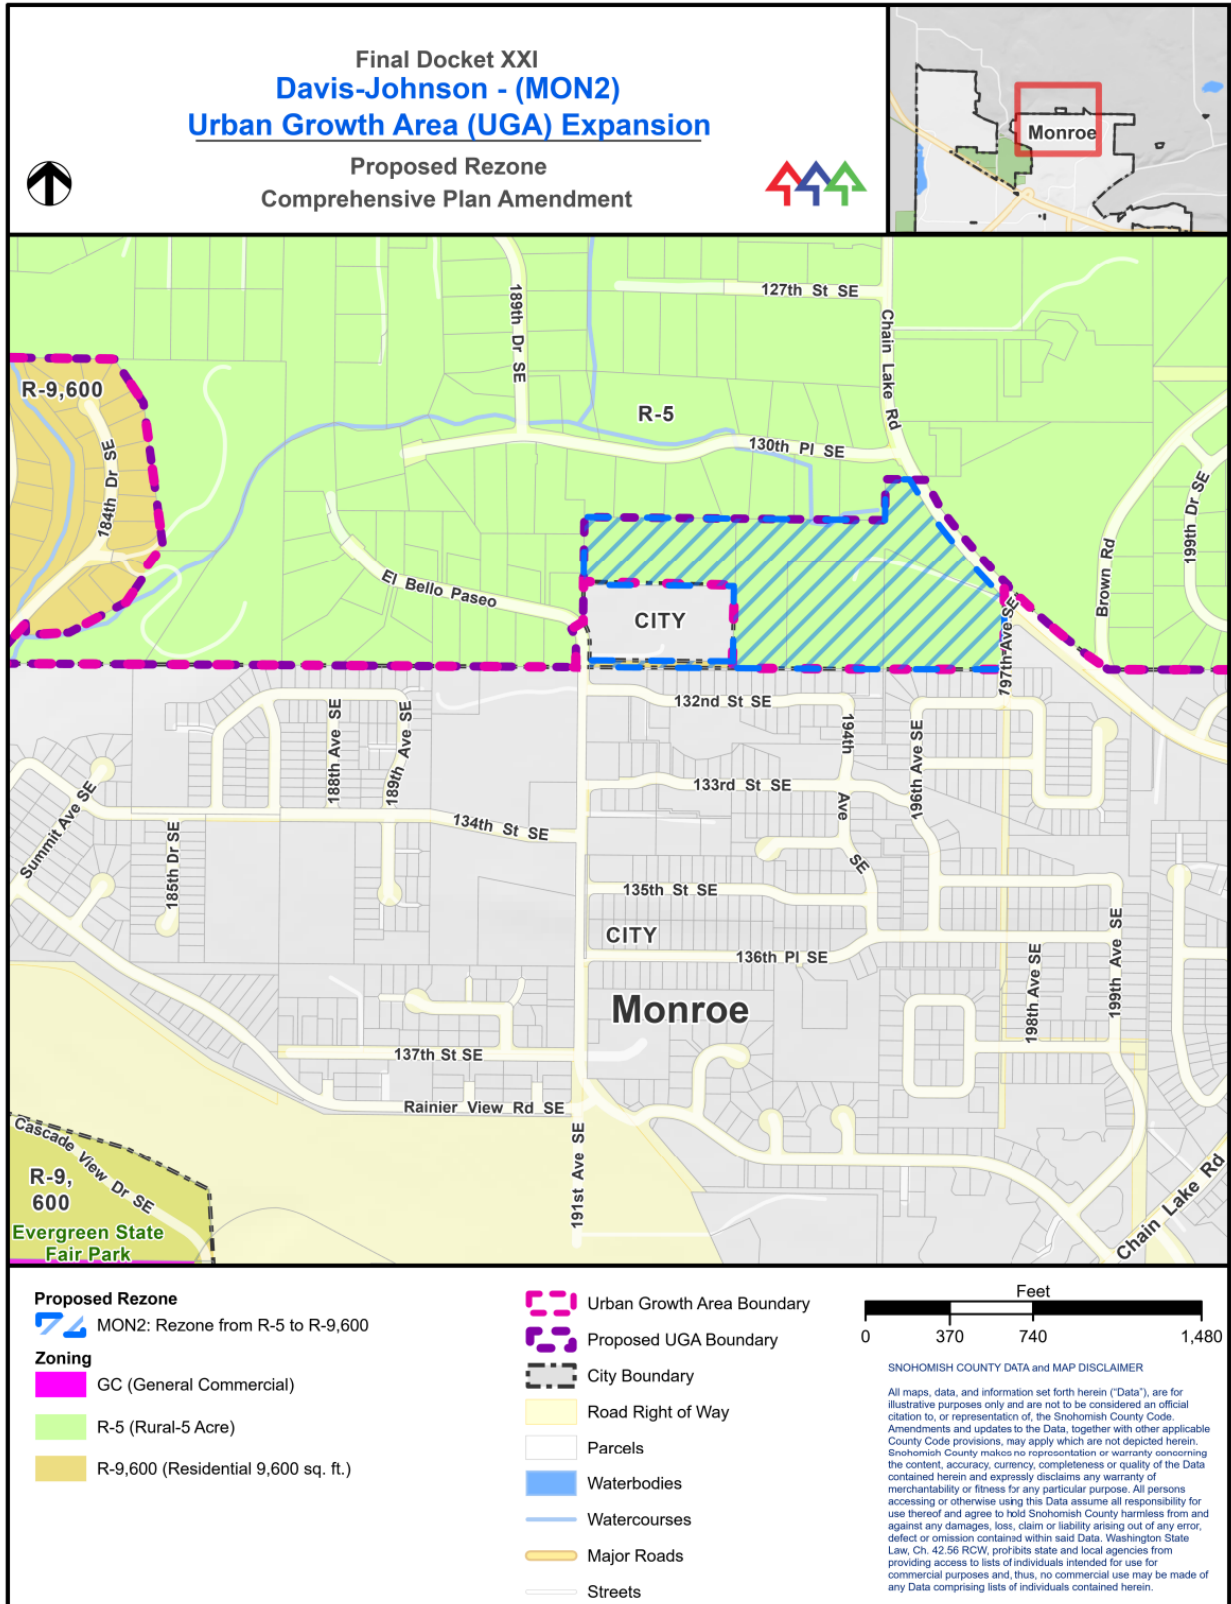 Final Docket XXI
Davis-Johnson - (MON2)
Urban Growth Area (UGA) Expansion
Proposed Rezone
Comprehensive Plan Amendment
Monroe
127th St SE
189th Dr SE
Chain Lake Rd
R-9,600
R-5
130th Pl SE
184th Dr SE
199th Dr SE
Brown Rd
El Bello Paseo
CITY
197th Ave SE
132nd St SE
188th Ave SE
189th Ave SE
194th Ave SE
196th Ave SE
133rd St SE
134th St SE
Summit Ave SE
185th Dr SE
135th St SE
CITY
136th Pl SE
199th Ave SE
198th Ave SE
Monroe
137th St SE
Rainier View Rd SE
191st Ave SE
Cascade View Dr SE
R-9,
600
Evergreen State
Fair Park
Chain Lake Rd
Proposed Rezone
MON2: Rezone from R-5 to R-9,600
Zoning
GC (General Commercial)
R-5 (Rural-5 Acre)
R-9,600 (Residential 9,600 sq. ft.)
Urban Growth Area Boundary
Proposed UGA Boundary
City Boundary
Road Right of Way
Parcels
Waterbodies
Watercourses
Major Roads
Streets
Feet
0 370 740 1,480
SNOHOMISH COUNTY DATA and MAP DISCLAIMER
All maps, data, and information set forth herein ("Data"), are for
illustrative purposes only and are not to be considered an official
citation to, or representation of, the Snohomish County Code.
Amendments and updates to the Data, together with other applicable
County Code provisions, may apply which are not depicted herein.
Snohomish County makes no representation or warranty concerning
the content, accuracy, currency, completeness or quality of the Data
contained herein and expressly disclaims any warranty of
merchantability or fitness for any particular purpose. All persons
accessing or otherwise using this Data assume all responsibility for
use thereof and agree to hold Snohomish County harmless from and
against any damages, loss, claim or liability arising out of any error,
defect or omission contained within said Data. Washington State
Law, Ch. 42.56 RCW, prohibits state and local agencies from
providing access to lists of individuals intended for use for
commercial purposes and, thus, no commercial use may be made of
any Data comprising lists of individuals contained herein.